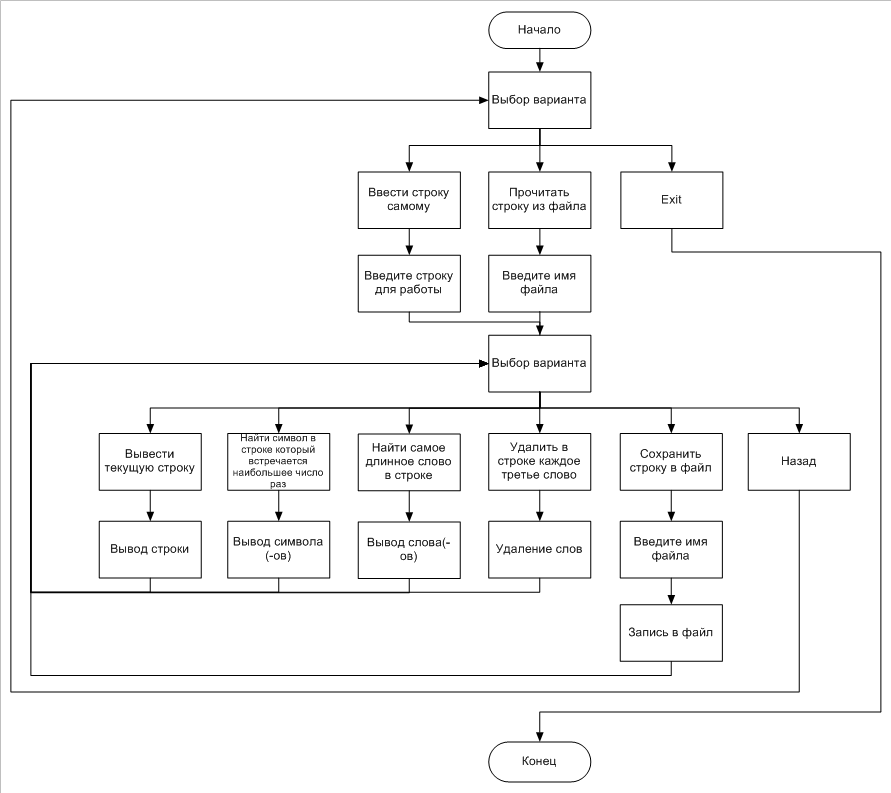 Начало
Выбор варианта
Ввести строку
самому
Прочитать
строку из файла
Exit
Введите строку
для работы
Введите имя
файла
Выбор варианта
Вывести
текущую строку
Найти символ в
строке который
встречается
наибольшее число
раз
Найти самое
длинное слово
в строке
Удалить в
строке каждое
третье слово
Сохранить
строку в файл
Назад
Вывод строки
Вывод символа
(-ов)
Вывод слова(-
ов)
Удаление слов
Введите имя
файла
Запись в файл
Конец